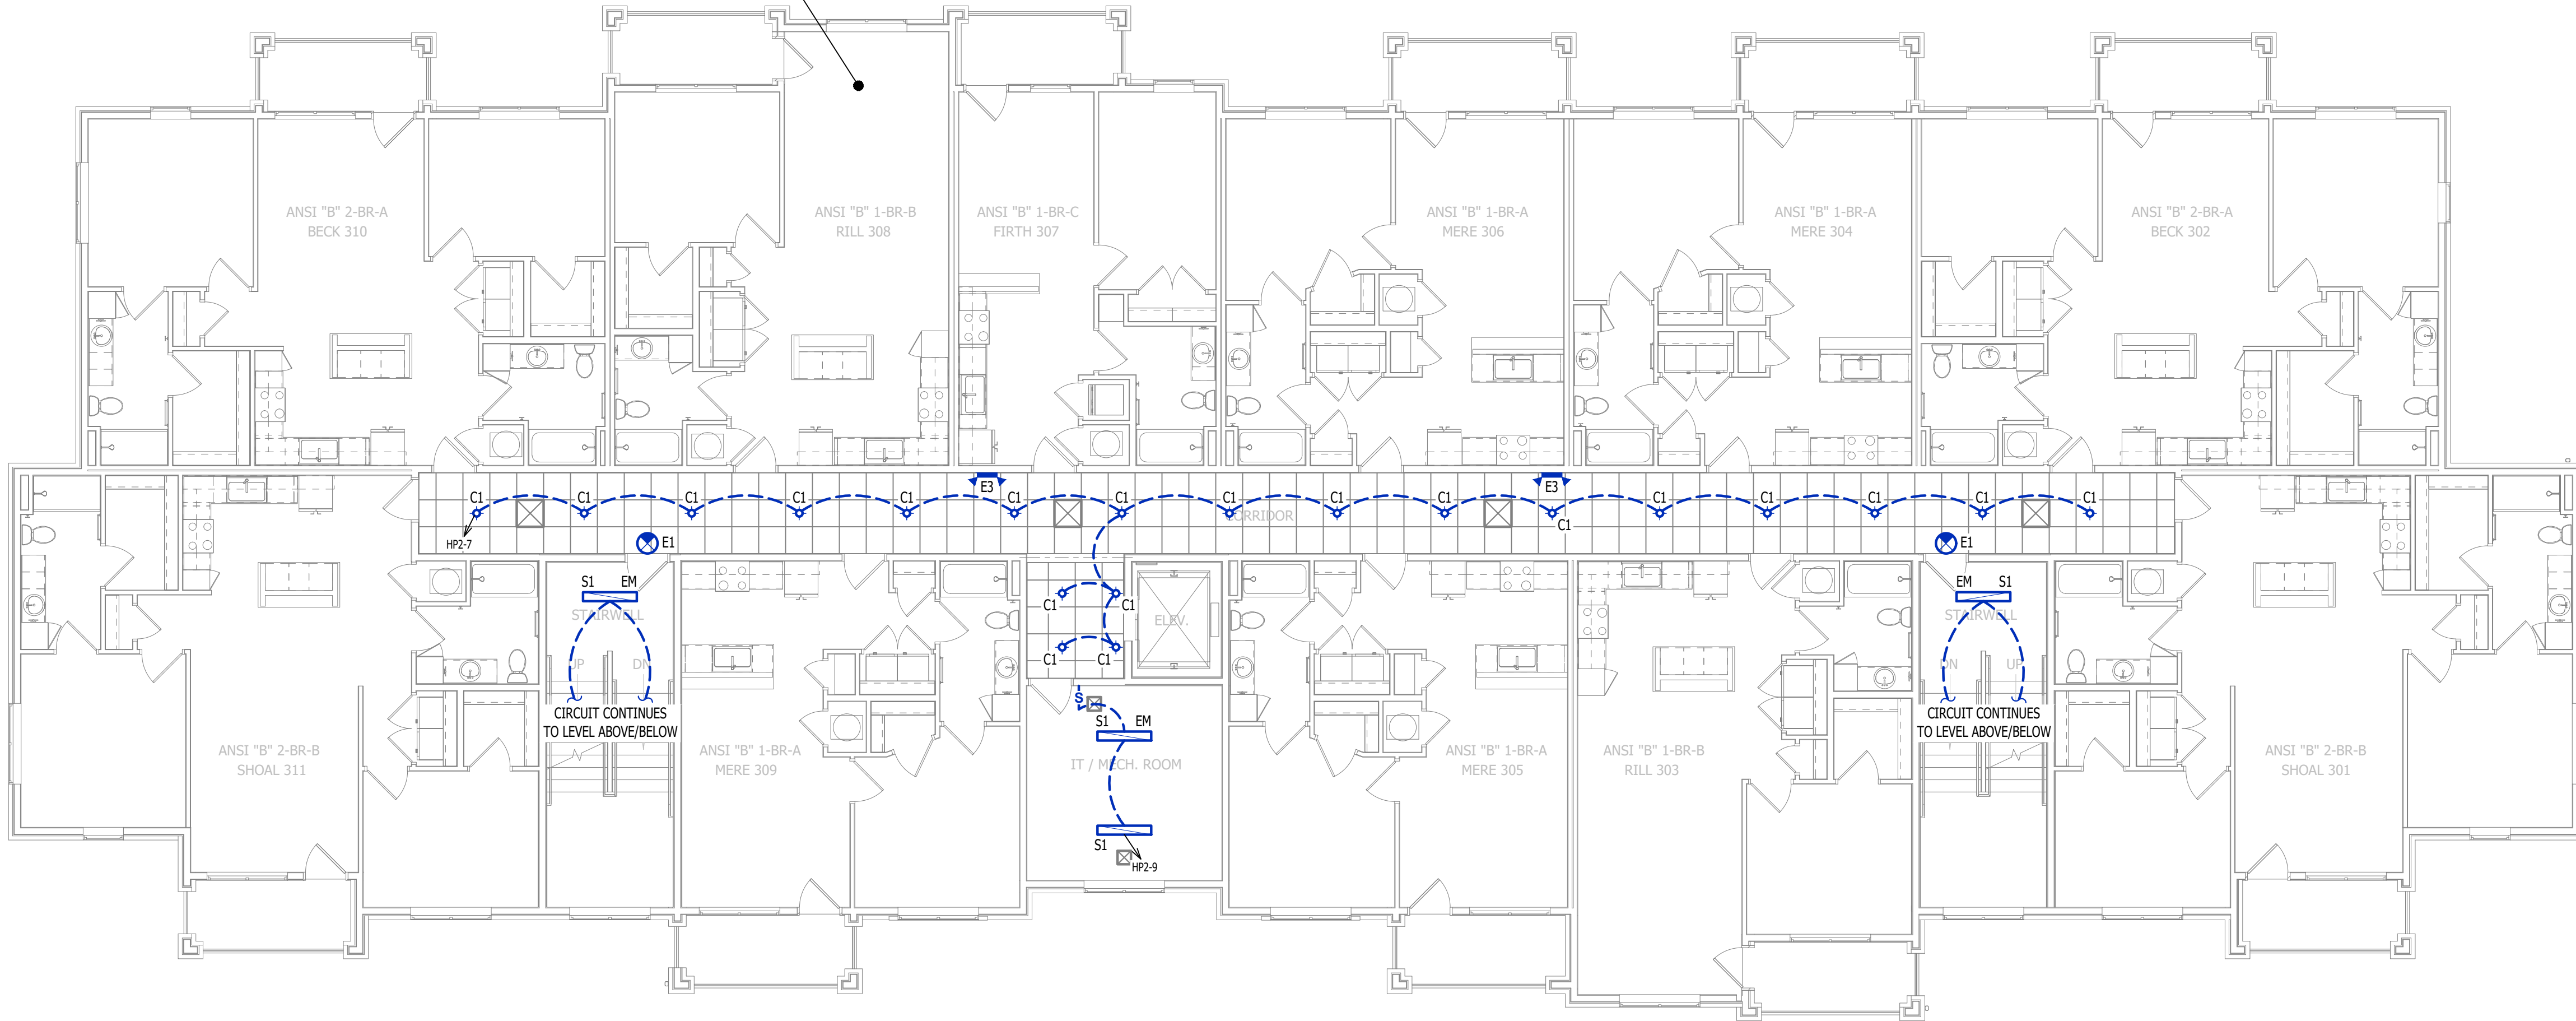 ANSI "B" 2-BR-A
BECK 310
ANSI "B" 1-BR-B
RILL 308
ANSI "B" 1-BR-C
FIRTH 307
ANSI "B" 1-BR-A
MERE 306
ANSI "B" 1-BR-A
MERE 304
ANSI "B" 2-BR-A
BECK 302
C1
C1
C1
C1
C1
E3
C1
C1
C1
C1
C1
E3
C1
C1
C1
C1
C1
C1
CORRIDOR
HP2-7
E1
E1
S1 EM
STAIRWELL
UP
DN
CIRCUIT CONTINUES
TO LEVEL ABOVE/BELOW
C1
C1
C1
C1
ELEV.
S
S1 EM
IT / MECH. ROOM
S1
HP2-9
EM S1
STAIRWELL
DN
UP
CIRCUIT CONTINUES
TO LEVEL ABOVE/BELOW
ANSI "B" 2-BR-B
SHOAL 311
ANSI "B" 1-BR-A
MERE 309
ANSI "B" 1-BR-A
MERE 305
ANSI "B" 1-BR-B
RILL 303
ANSI "B" 2-BR-B
SHOAL 301